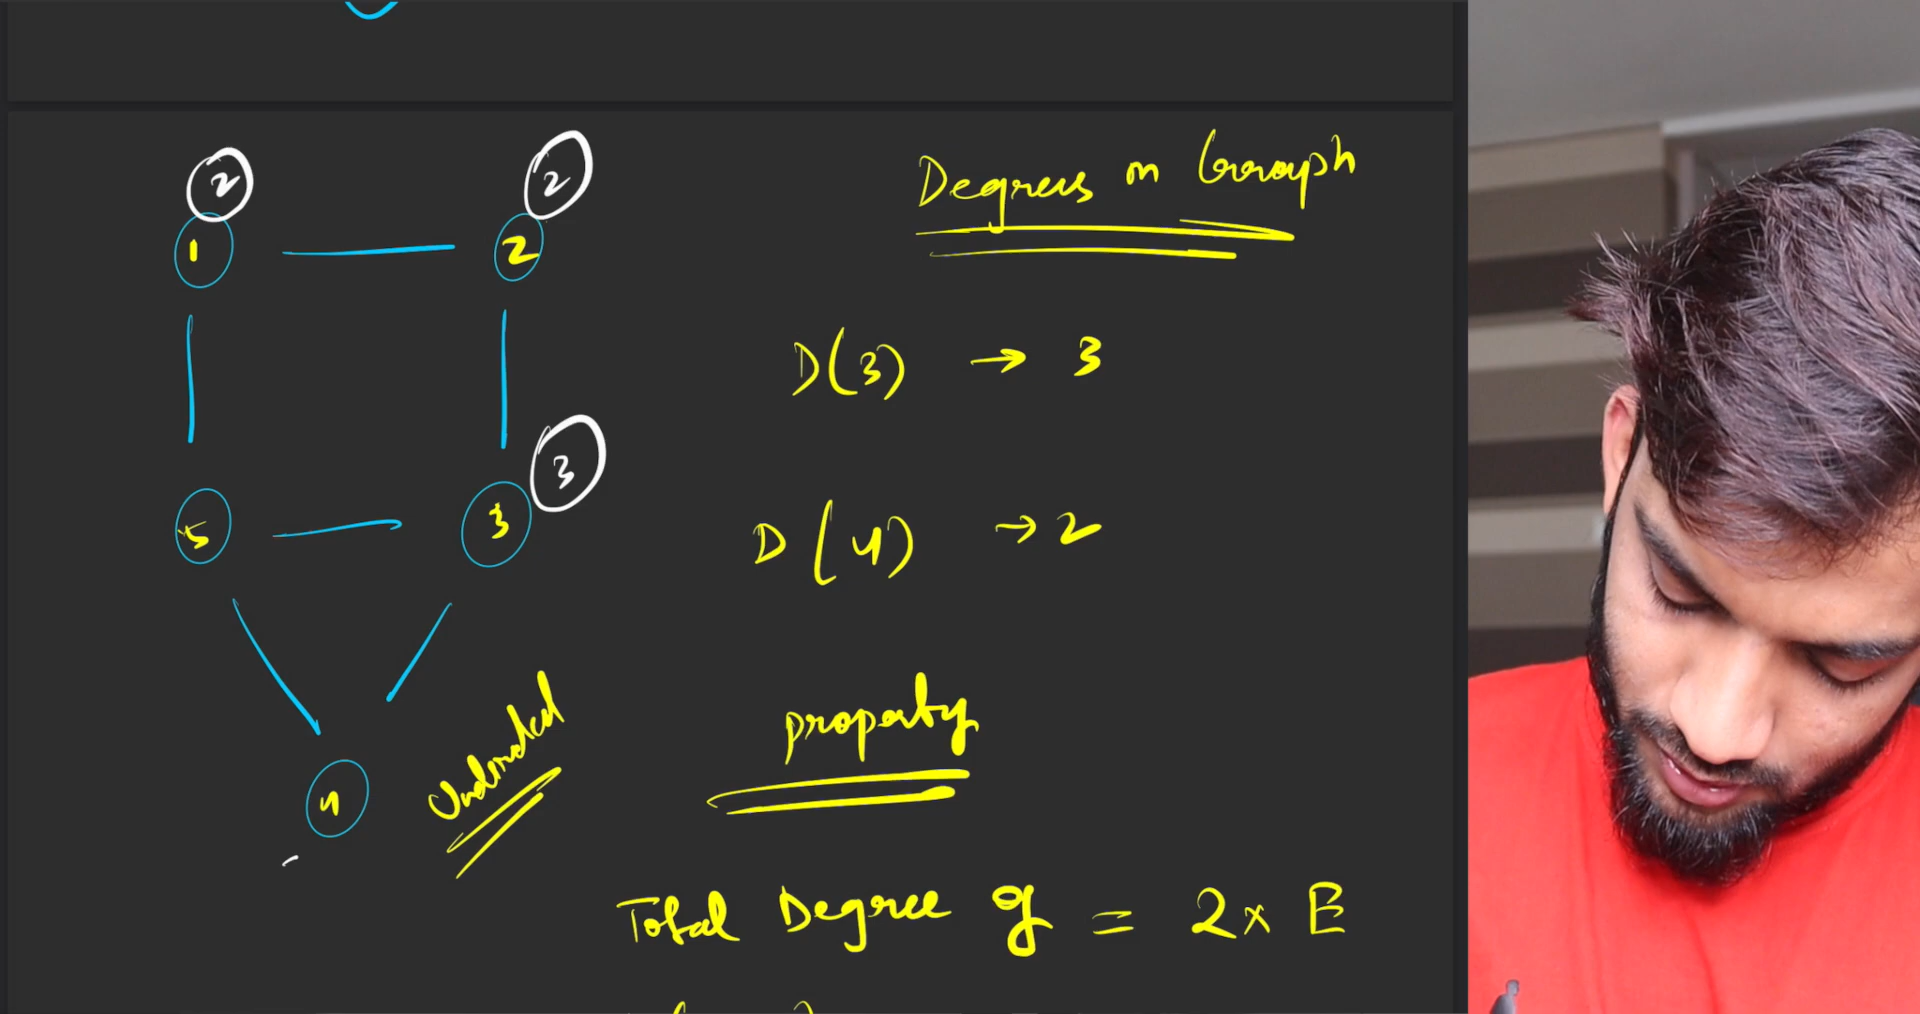 2 2
Degrees on Graph
1 2
D(3) → 3
3
5 3
D(4) → 2
Undirected
property
4
Total Degree of = 2 x E